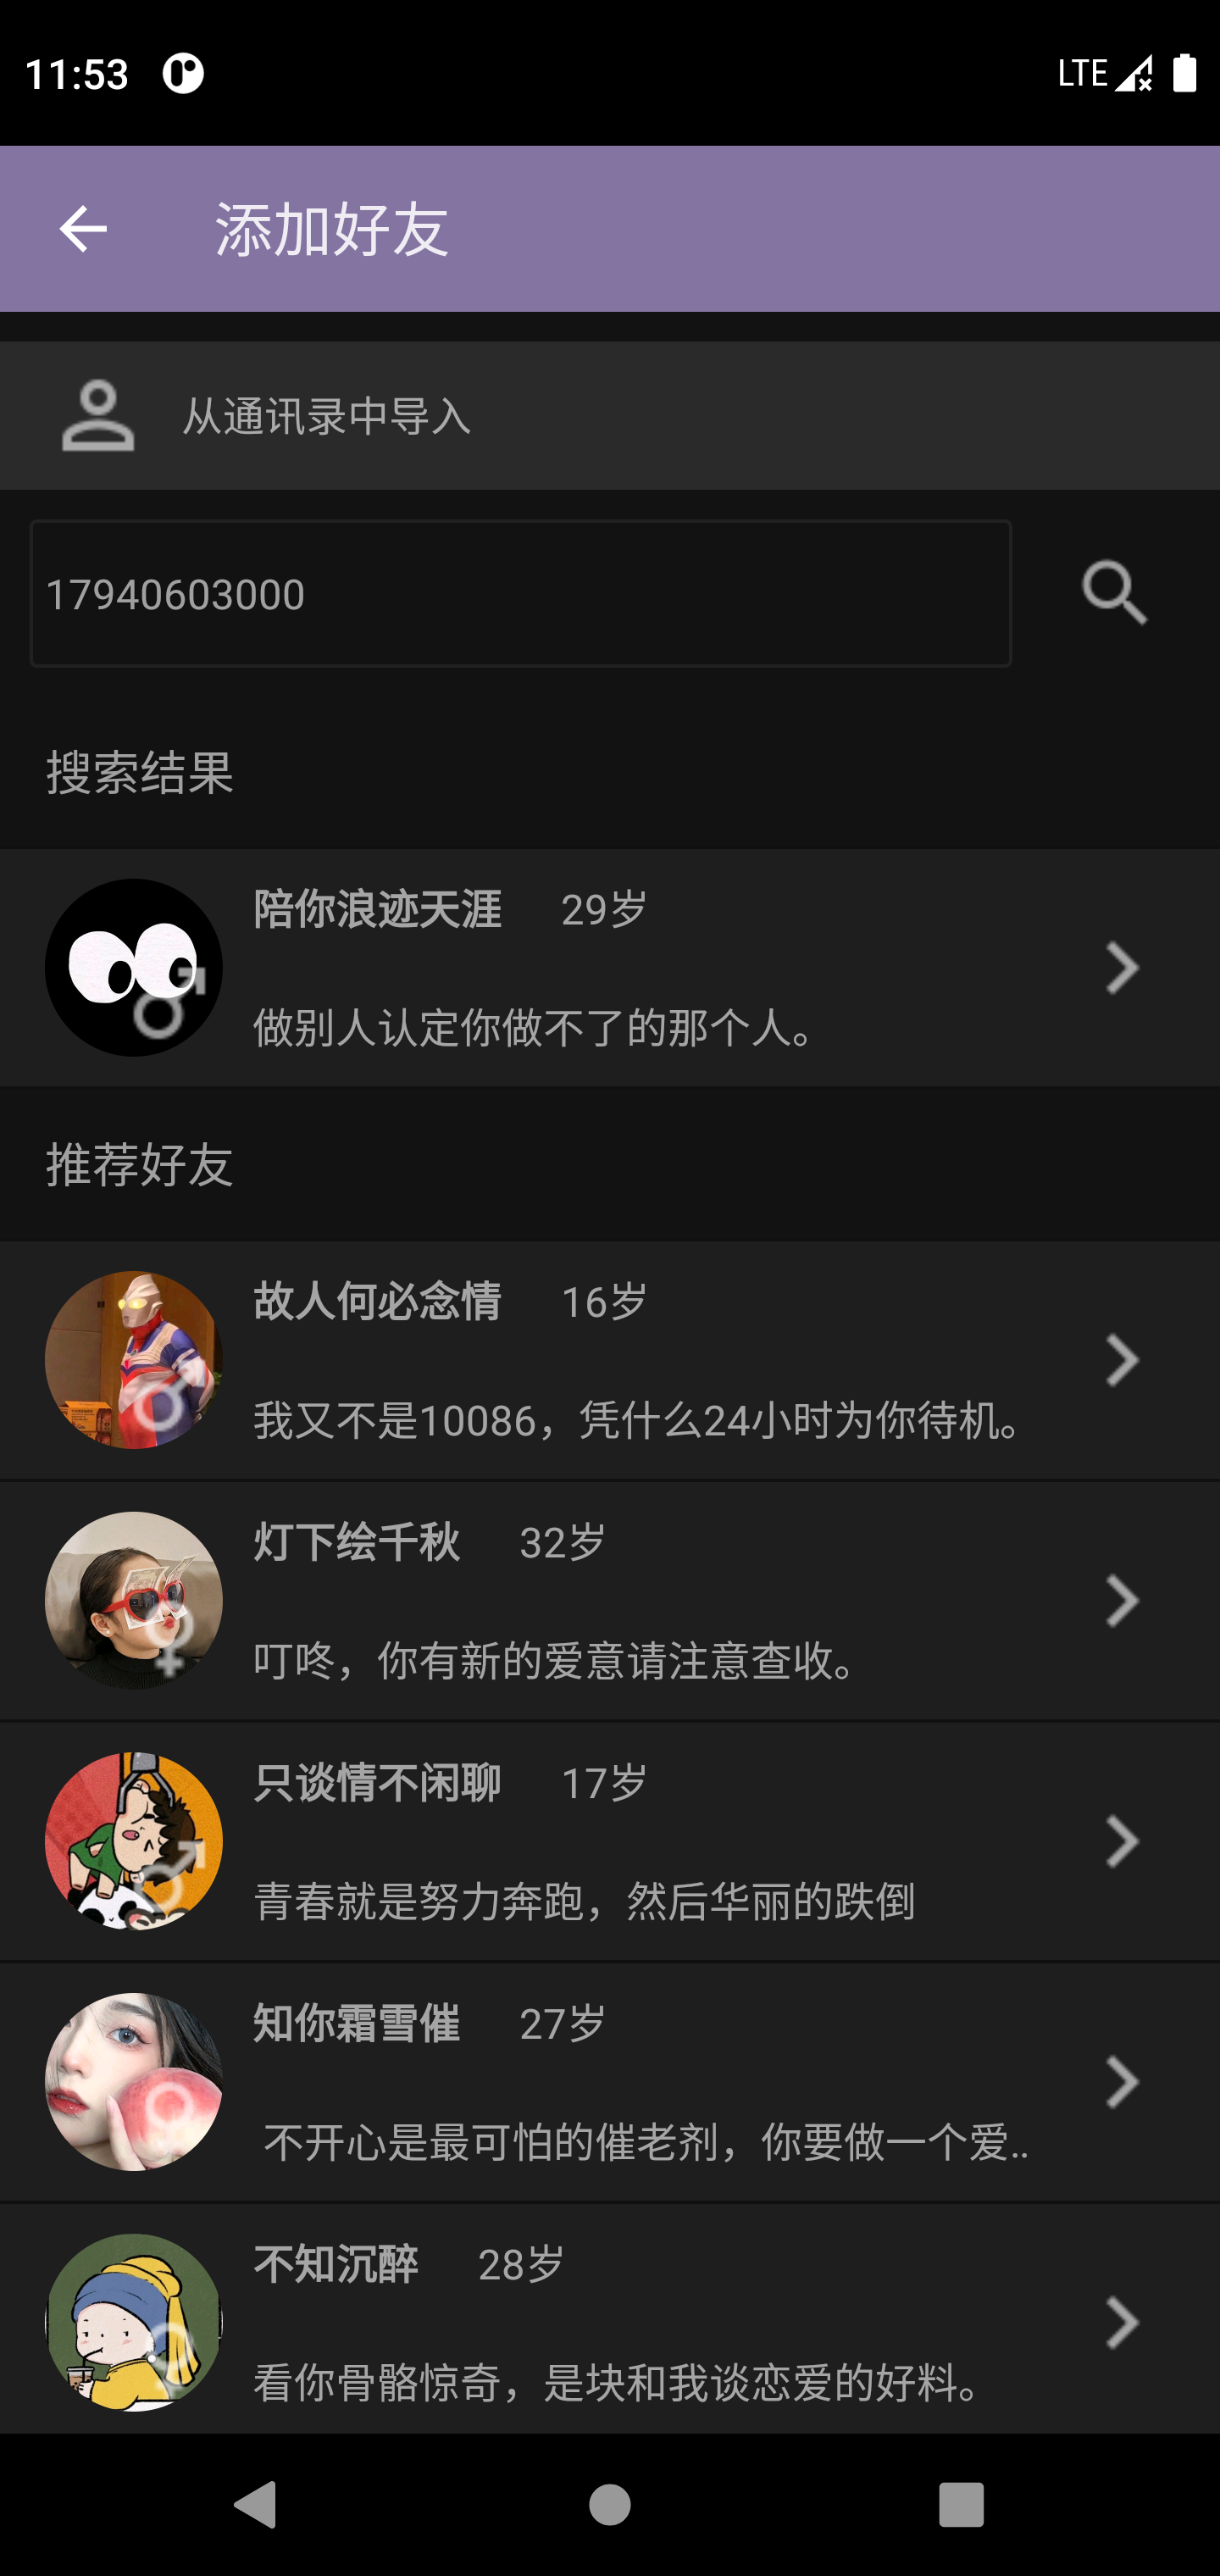 11:53
LTE
添加好友
从通讯录中导入
17940603000
搜索结果
陪你浪迹天涯 29岁
做别人认定你做不了的那个人。
推荐好友
故人何必念情 16岁
我又不是10086，凭什么24小时为你待机。
灯下绘千秋 32岁
叮咚，你有新的爱意请注意查收。
只谈情不闲聊 17岁
青春就是努力奔跑，然后华丽的跌倒
知你霜雪催 27岁
不开心是最可怕的催老剂，你要做一个爱..
不知沉醉 28岁
看你骨骼惊奇，是块和我谈恋爱的好料。